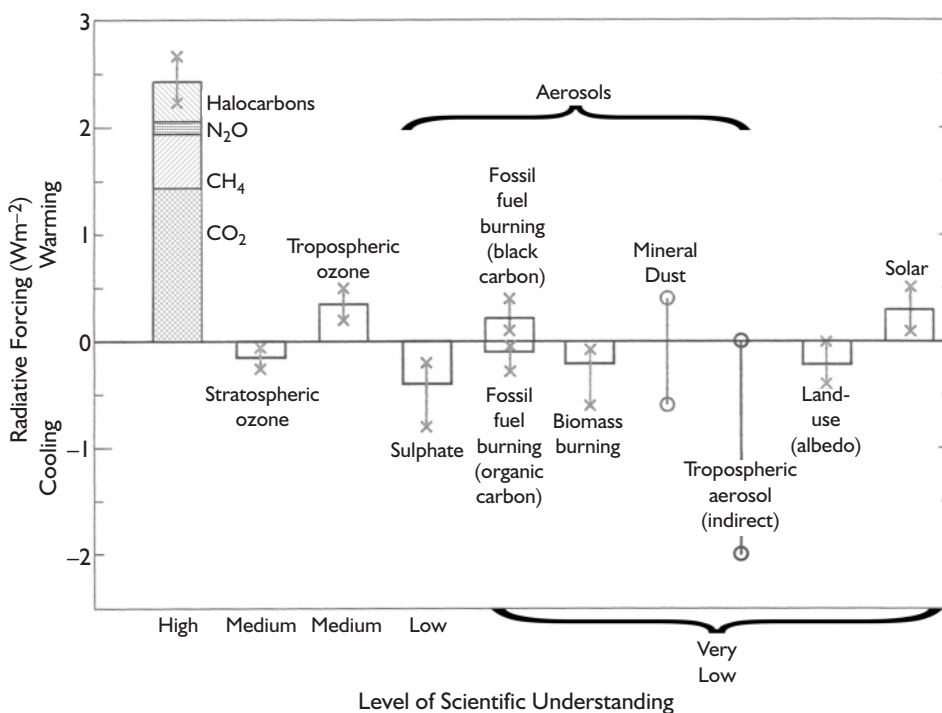 3
2
1
0
−1
−2
Radiative Forcing (Wm−2)
Cooling
Warming
Halocarbons
N2O
CH4
CO2
Stratospheric
ozone
Tropospheric
ozone
Aerosols
Sulphate
Fossil
fuel
burning
(black
carbon)
Fossil
fuel
burning
(organic
carbon)
Biomass
burning
Mineral
Dust
Tropospheric
aerosol
(indirect)
Land-
use
(albedo)
Solar
High
Medium
Medium
Low
Very
Low
Level of Scientific Understanding